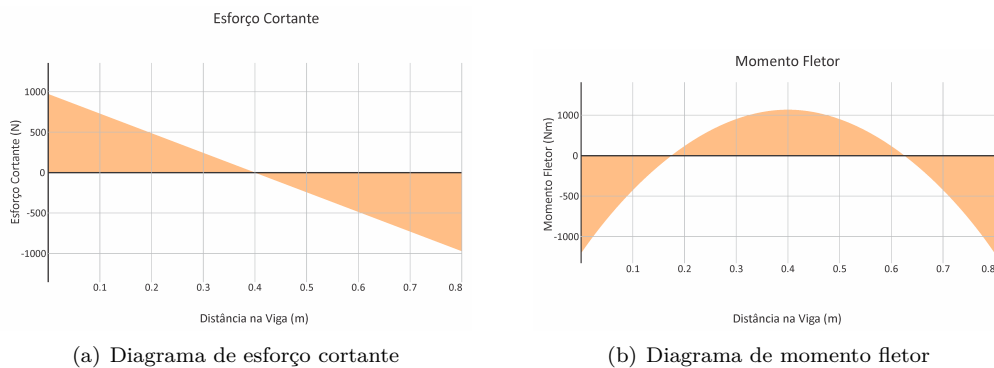 Esforço Cortante
1000
500
0
-500
-1000
Esforço Cortante (N)
0.1 0.2 0.3 0.4 0.5 0.6 0.7 0.8
Distância na Viga (m)
(a) Diagrama de esforço cortante
Momento Fletor
1000
0
-500
-1000
Momento Fletor (Nm)
0.1 0.2 0.3 0.4 0.5 0.6 0.7 0.8
Distância na Viga (m)
(b) Diagrama de momento fletor